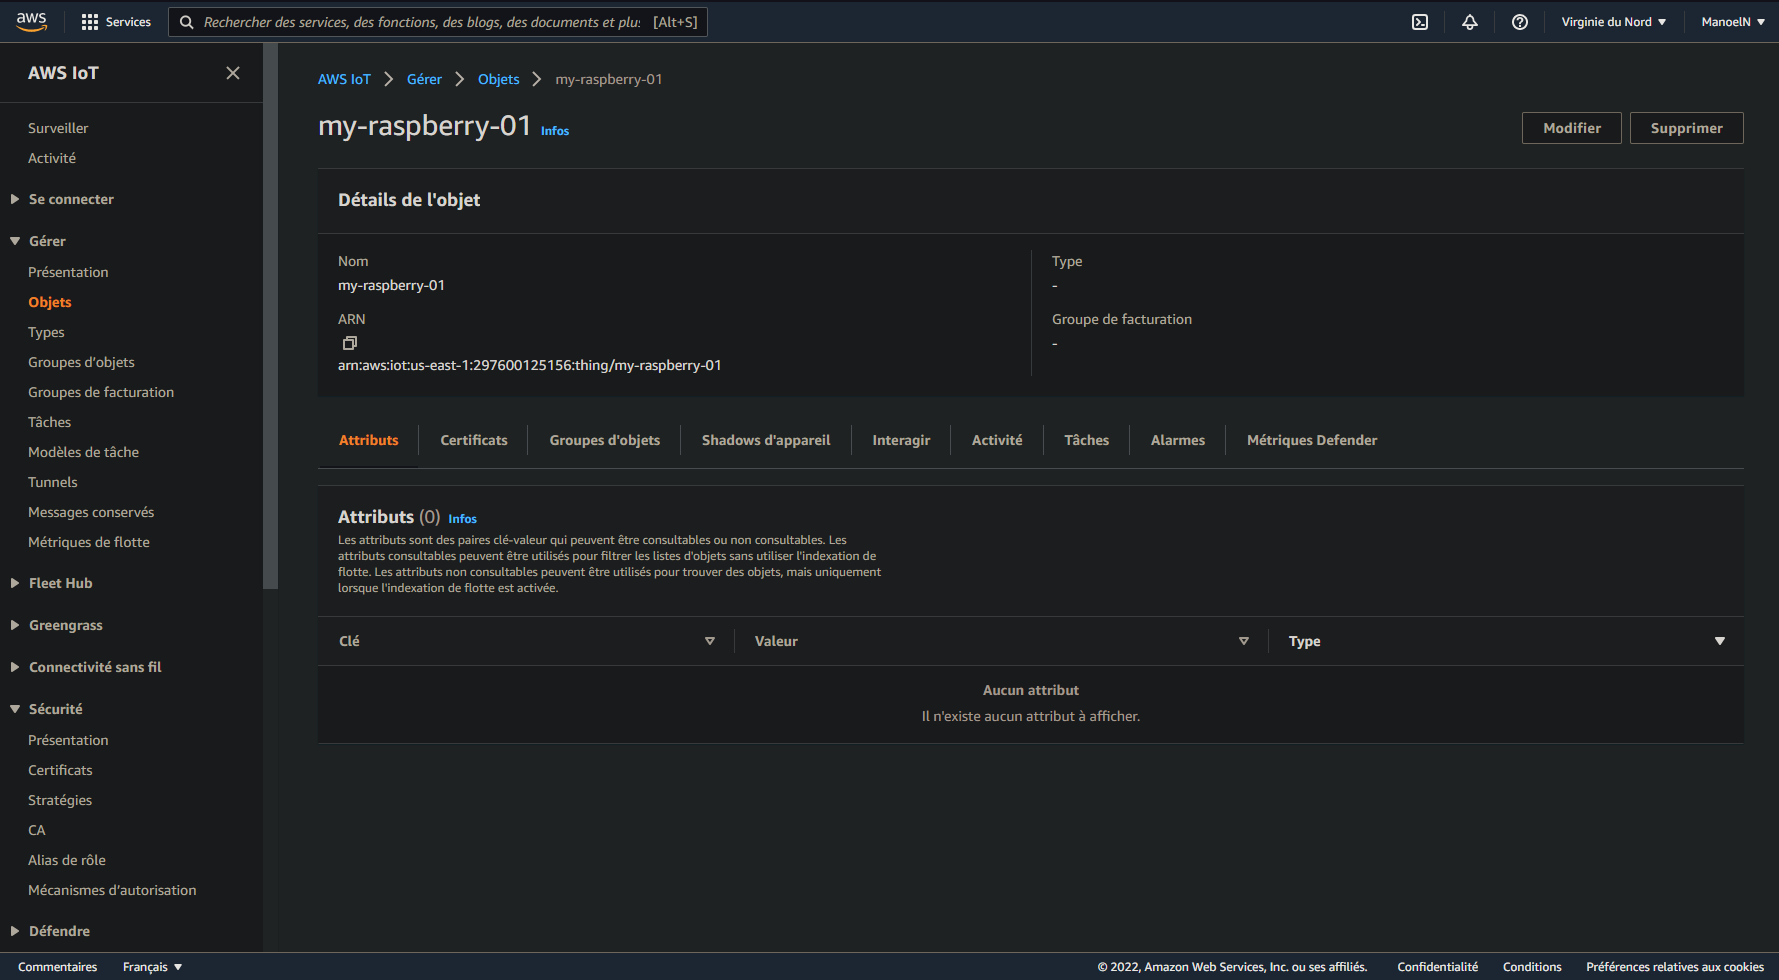 aws
Services
Rechercher des services, des fonctions, des blogs, des documents et plu: [Alt+S]
Virginie du Nord
ManoelN
AWS IoT
Surveiller
Activité
Se connecter
Gérer
Présentation
Objets
Types
Groupes d'objets
Groupes de facturation
Tâches
Modèles de tâche
Tunnels
Messages conservés
Métriques de flotte
Fleet Hub
Greengrass
Connectivité sans fil
Sécurité
Présentation
Certificats
Stratégies
CA
Alias de rôle
Mécanismes d'autorisation
Défendre
AWS IoT > Gérer > Objets > my-raspberry-01
my-raspberry-01 Infos
Modifier
Supprimer
Détails de l'objet
Nom
my-raspberry-01
ARN
arn:aws:iot:us-east-1:297600125156:thing/my-raspberry-01
Type
-
Groupe de facturation
-
Attributs
Certificats
Groupes d'objets
Shadows d'appareil
Interagir
Activité
Tâches
Alarmes
Métriques Defender
Attributs (0) Infos
Les attributs sont des paires clé-valeur qui peuvent être consultables ou non consultables. Les
attributs consultables peuvent être utilisés pour filtrer les listes d'objets sans utiliser l'indexation de
flotte. Les attributs non consultables peuvent être utilisés pour trouver des objets, mais uniquement
lorsque l'indexation de flotte est activée.
Clé
Valeur
Type
Aucun attribut
Il n'existe aucun attribut à afficher.
Commentaires
Français
© 2022, Amazon Web Services, Inc. ou ses affiliés.
Confidentialité
Conditions
Préférences relatives aux cookies